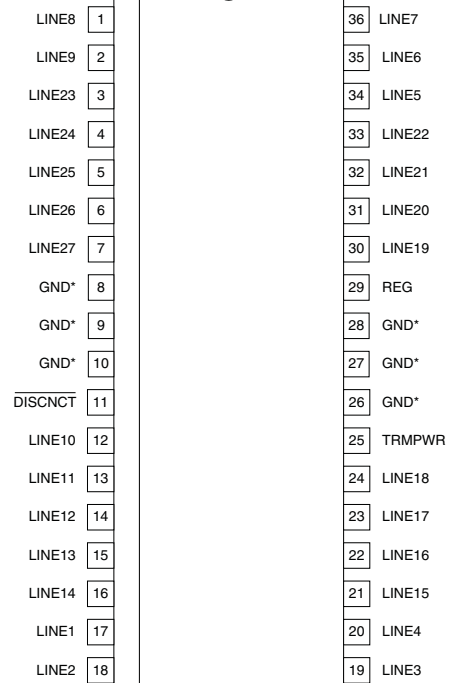 LINE8 1 36 LINE7
LINE9 2 35 LINE6
LINE23 3 34 LINE5
LINE24 4 33 LINE22
LINE25 5 32 LINE21
LINE26 6 31 LINE20
LINE27 7 30 LINE19
GND* 8 29 REG
GND* 9 28 GND*
GND* 10 27 GND*
DISCNCT 11 26 GND*
LINE10 12 25 TRMPWR
LINE11 13 24 LINE18
LINE12 14 23 LINE17
LINE13 15 22 LINE16
LINE14 16 21 LINE15
LINE1 17 20 LINE4
LINE2 18 19 LINE3